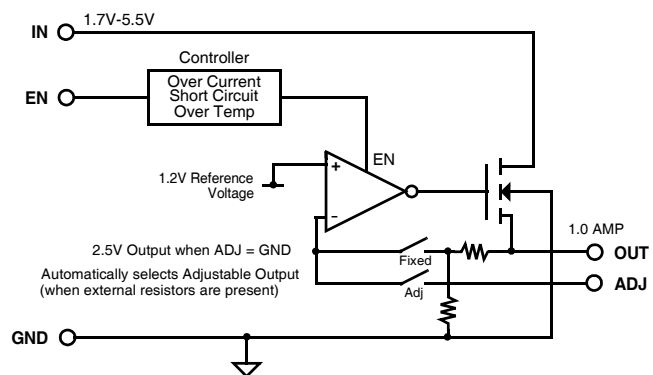 IN
1.7V-5.5V
Controller
EN
Over Current
Short Circuit
Over Temp
EN
+
1.2V Reference
Voltage
−
1.0 AMP
2.5V Output when ADJ = GND
Fixed
OUT
Automatically selects Adjustable Output
(when external resistors are present)
Adj
ADJ
GND